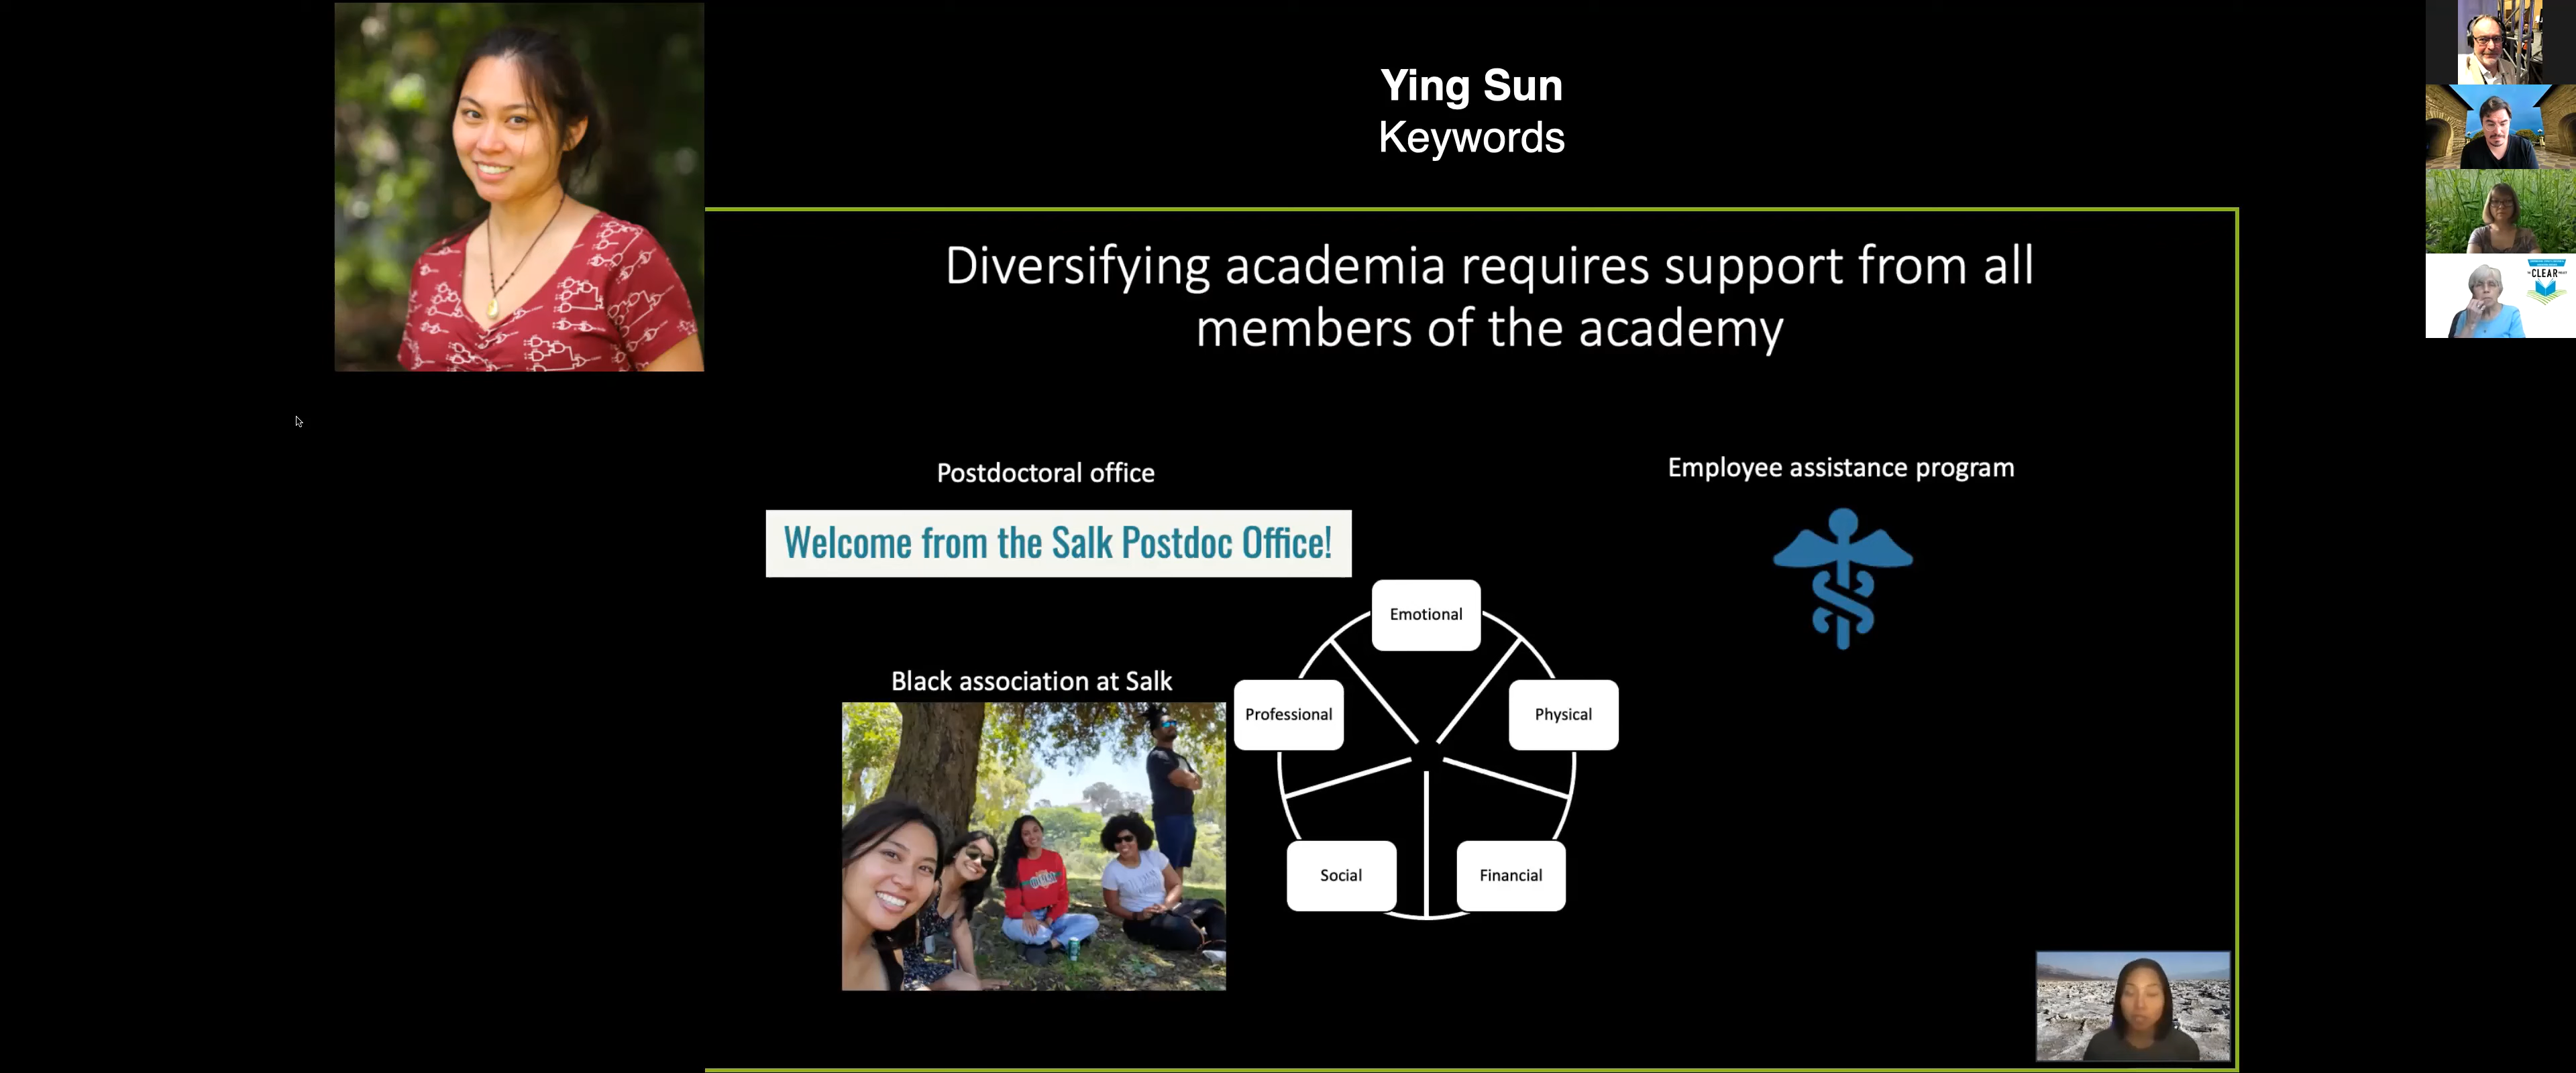 Ying Sun
Keywords
Diversifying academia requires support from all
members of the academy
Postdoctoral office
Welcome from the Salk Postdoc Office!
Employee assistance program
Black association at Salk
Emotional
Professional
Physical
Social
Financial
CLEAR